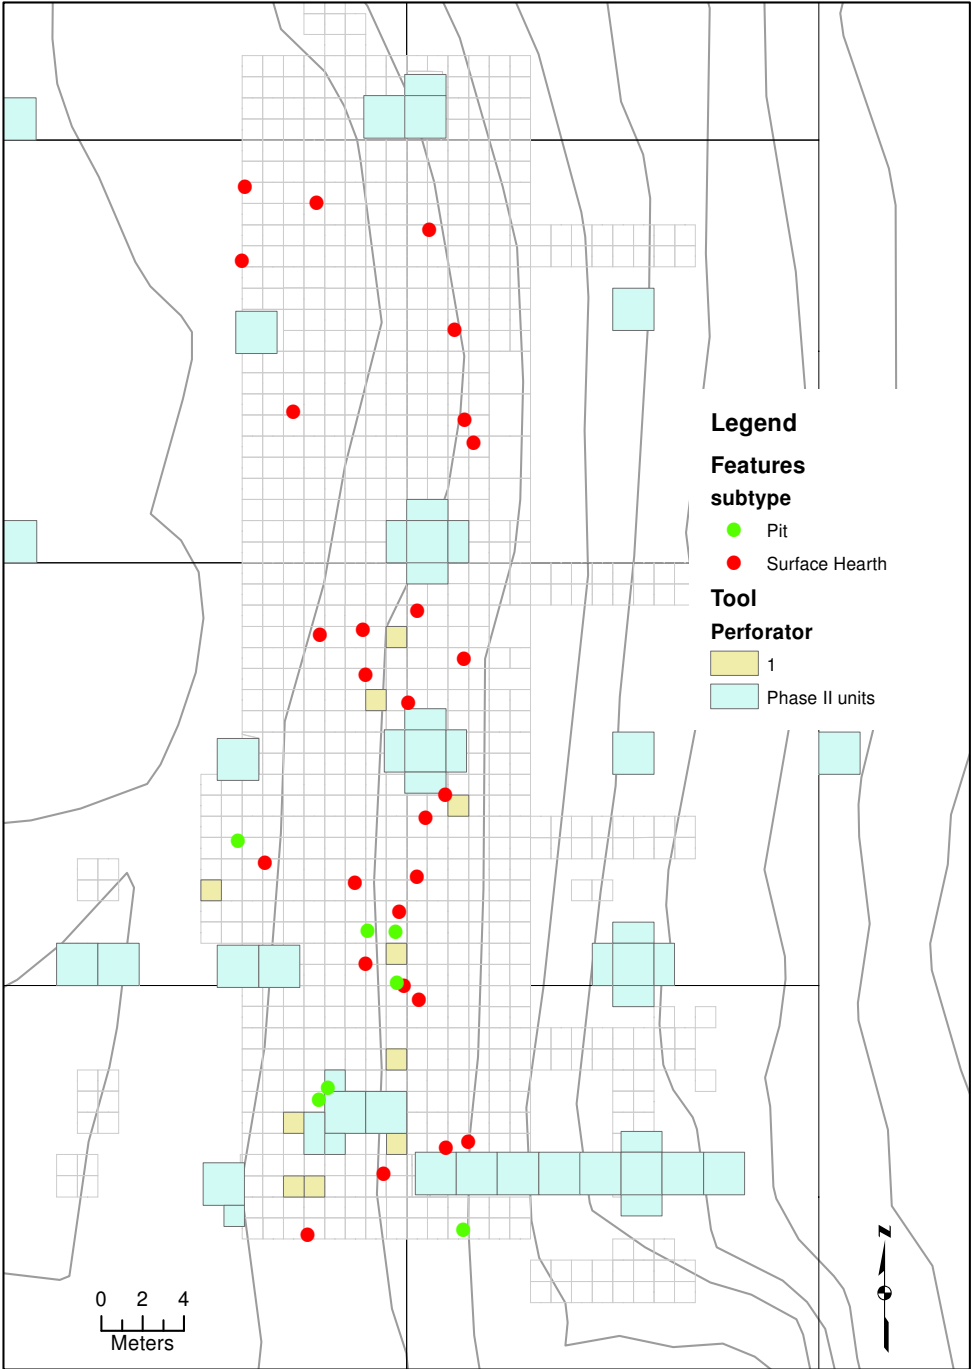 Legend
Features
subtype
Pit
Surface Hearth
Tool
Perforator
1
Phase II units
0 2 4
Meters
N